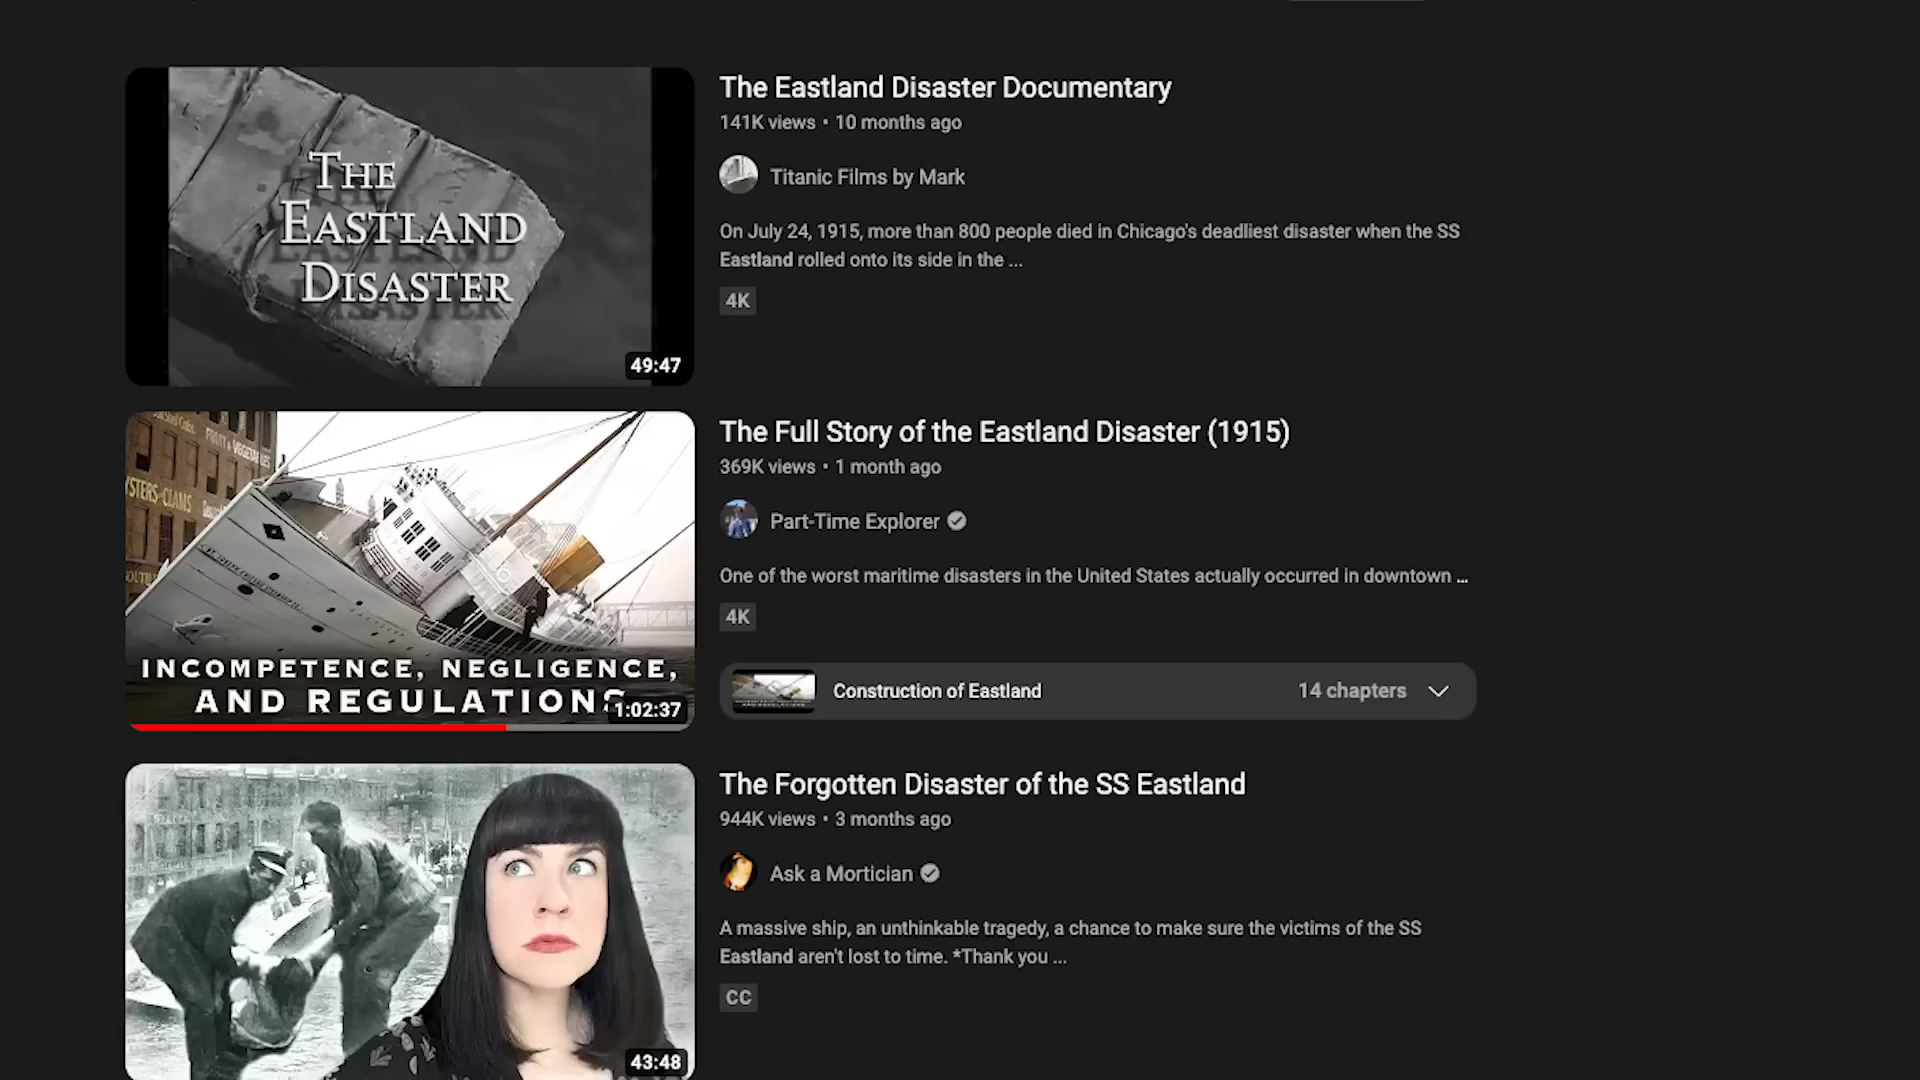 THE
EASTLAND
DISASTER
49:47
The Eastland Disaster Documentary
141K views • 10 months ago
Titanic Films by Mark
On July 24, 1915, more than 800 people died in Chicago's deadliest disaster when the SS
Eastland rolled onto its side in the ...
4K
FRUIT & VEGETABLES
YSTERS-CLAMS
SOUTH
INCOMPETENCE, NEGLIGENCE,
AND REGULATIONS
1:02:37
The Full Story of the Eastland Disaster (1915)
369K views • 1 month ago
Part-Time Explorer
One of the worst maritime disasters in the United States actually occurred in downtown ...
4K
Construction of Eastland
14 chapters
43:48
The Forgotten Disaster of the SS Eastland
944K views • 3 months ago
Ask a Mortician
A massive ship, an unthinkable tragedy, a chance to make sure the victims of the SS
Eastland aren't lost to time. *Thank you ...
CC